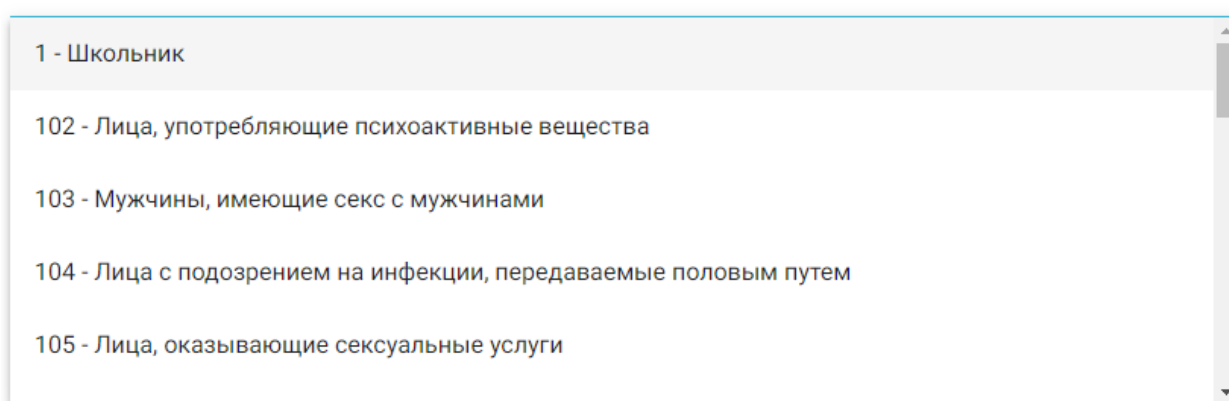 1 - Школьник
102 - Лица, употребляющие психоактивные вещества
103 - Мужчины, имеющие секс с мужчинами
104 - Лица с подозрением на инфекции, передаваемые половым путем
105 - Лица, оказывающие сексуальные услуги